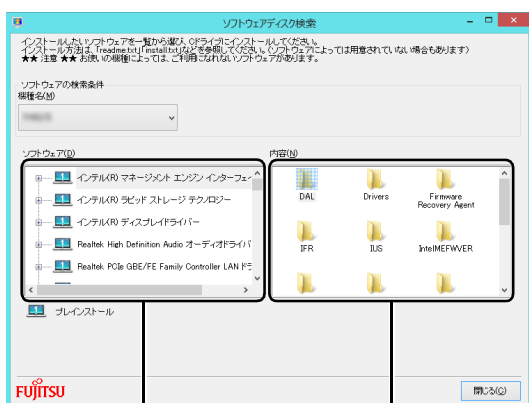 ソフトウェアディスク検索
インストールしたいソフトウェアを一覧から選び、Cドライブにインストールしてください。
インストール方法は、「readme.txt」「install.txt」などを参照してください。(ソフトウェアによっては用意されていない場合もあります)
★★ 注意 ★★ お使いの機種によっては、ご利用になれないソフトウェアがあります。
ソフトウェアの検索条件
機種名(M)
ソフトウェア(D)
内容(N)
インテル(R) マネージメント エンジン インターフェー
インテル(R) ラピッド ストレージ テクノロジー
インテル(R) ディスプレイドライバー
Realtek High Definition Audio オーディオドライバ
Realtek PCIe GBE/FE Family Controller LANドラ
DAL
Drivers
Firmware
Recovery Agent
IFR
IUS
IntelMEFWVER
プレインストール
FUJITSU
閉じる(C)